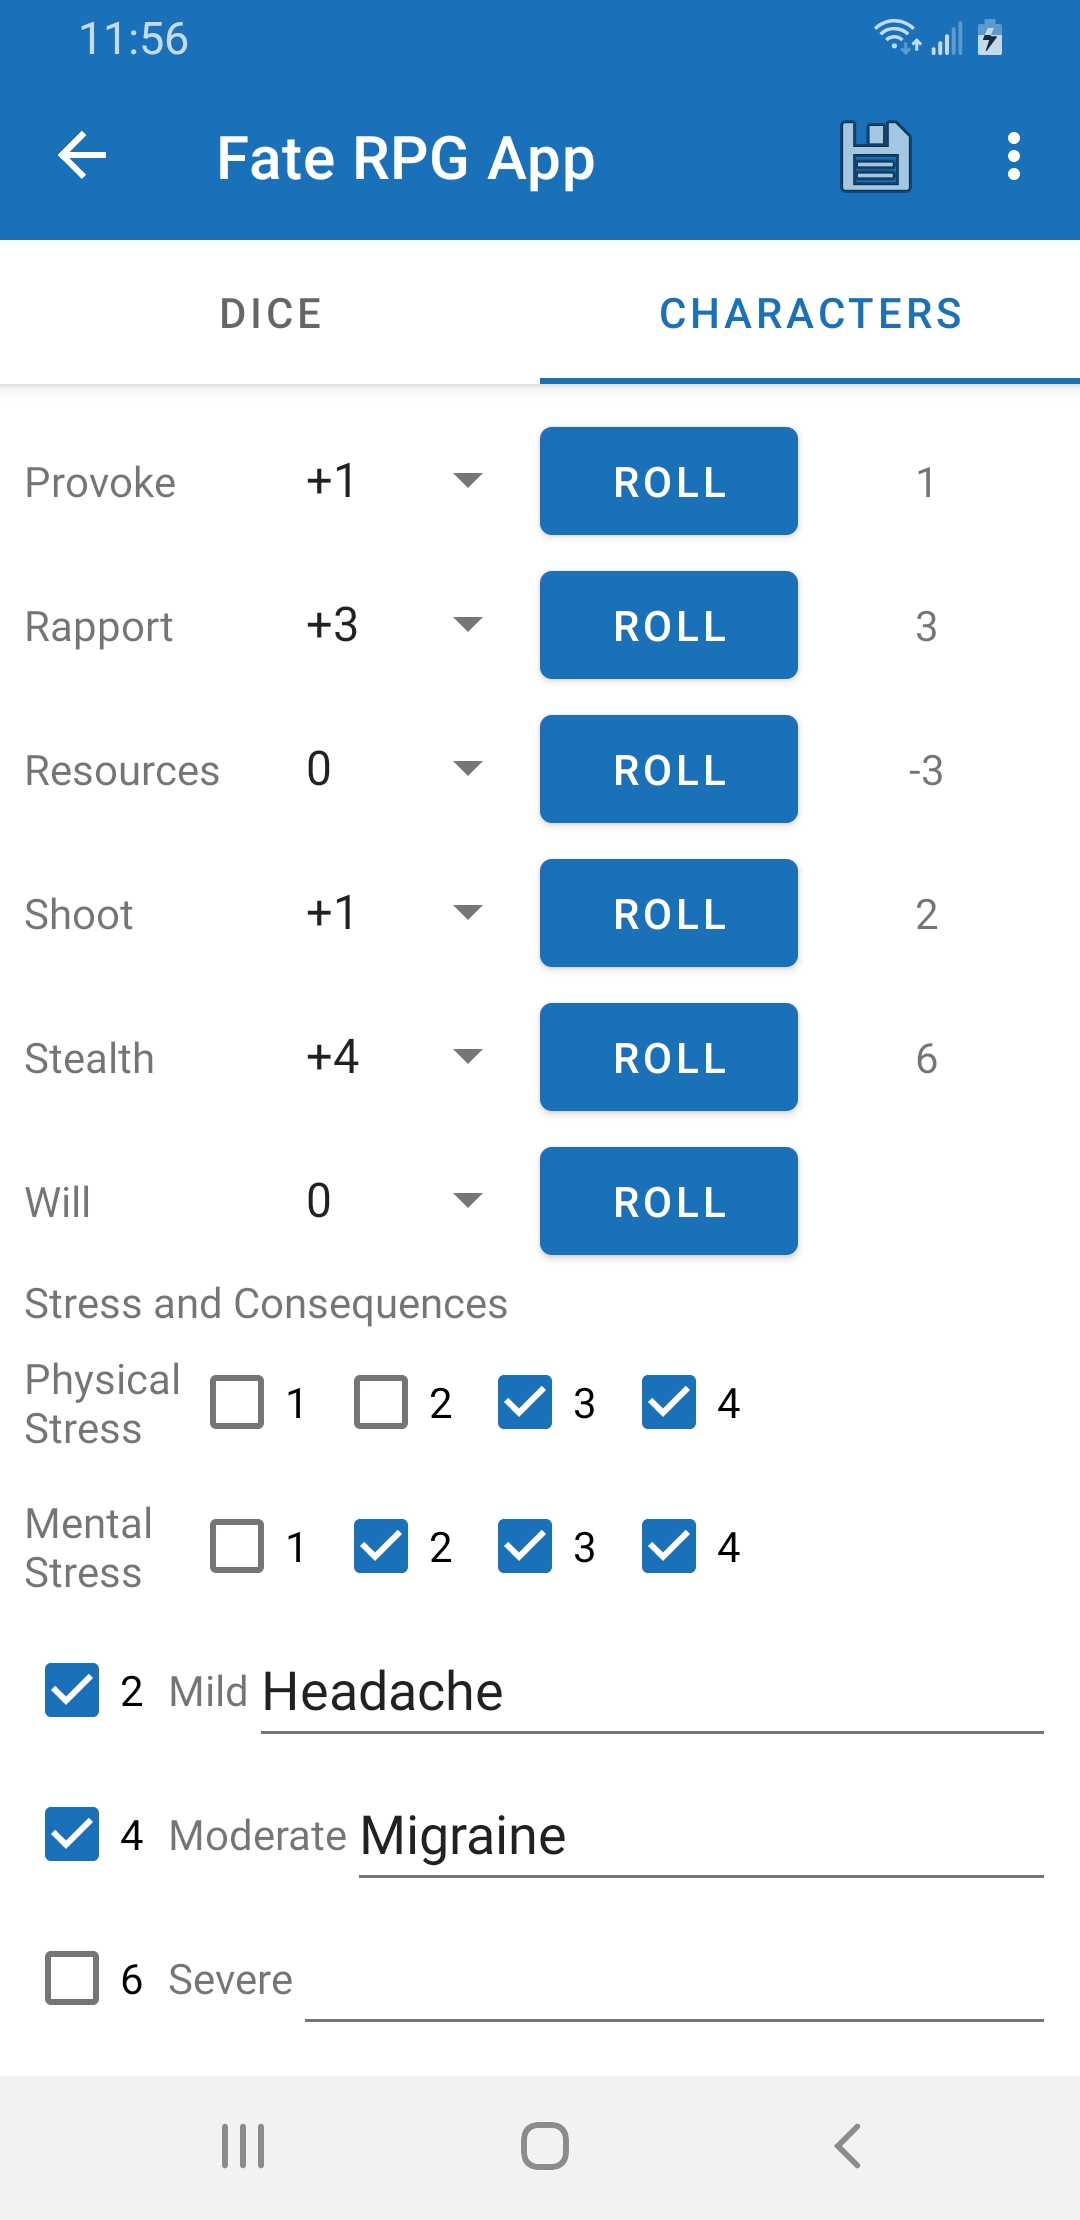 11:56
Fate RPG App
DICE CHARACTERS
Provoke +1 ROLL 1
Rapport +3 ROLL 3
Resources 0 ROLL -3
Shoot +1 ROLL 2
Stealth +4 ROLL 6
Will 0 ROLL
Stress and Consequences
Physical
Stress 1 2 3 4
Mental
Stress 1 2 3 4
2 Mild Headache
4 Moderate Migraine
6 Severe